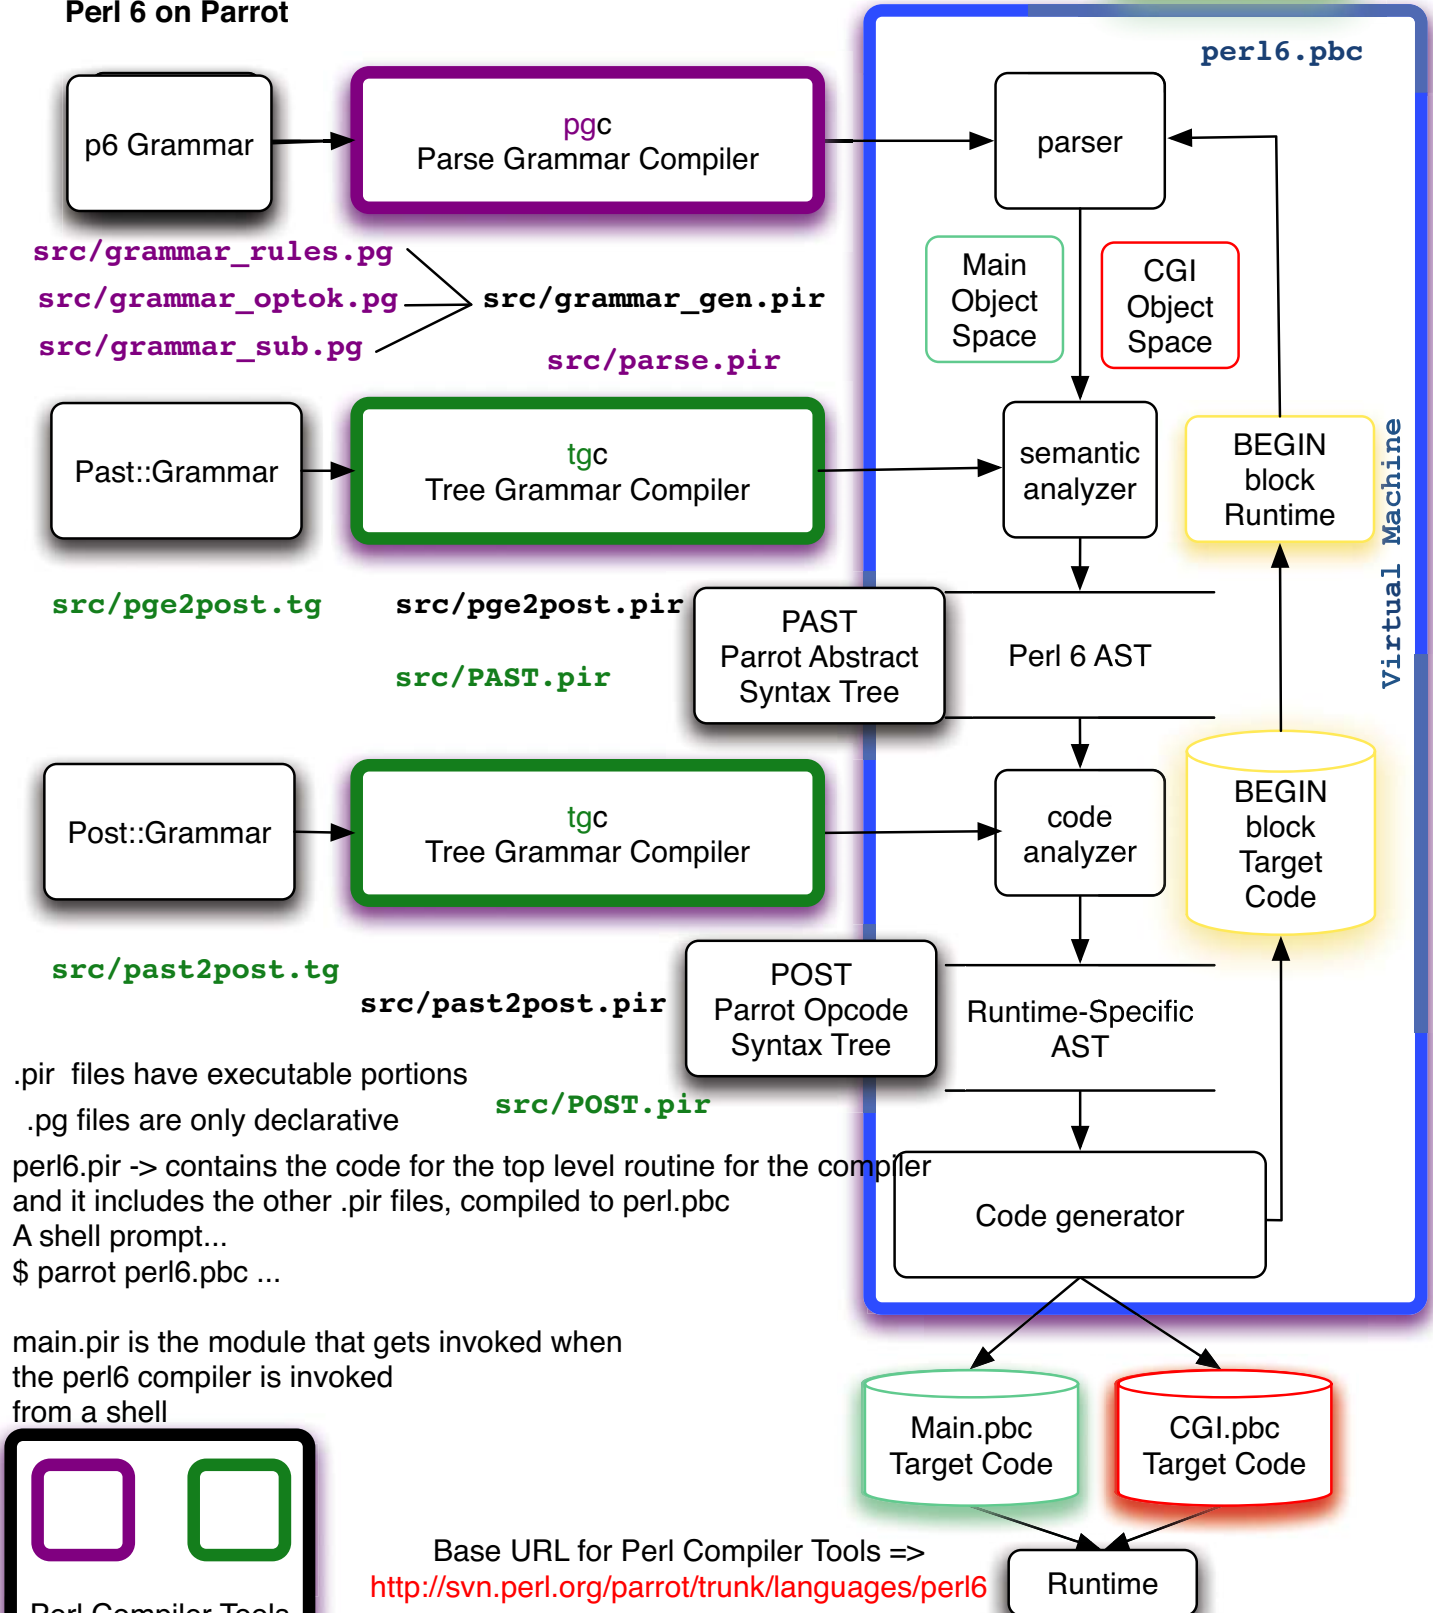 Perl 6 on Parrot
perl6.pbc
p6 Grammar
pgc
Parse Grammar Compiler
parser
src/grammar_rules.pg
src/grammar_optok.pg
src/grammar_sub.pg
src/grammar_gen.pir
src/parse.pir
Main
Object
Space
CGI
Object
Space
Past::Grammar
tgc
Tree Grammar Compiler
semantic
analyzer
BEGIN
block
Runtime
Virtual Machine
src/pge2post.tg
src/pge2post.pir
src/PAST.pir
PAST
Parrot Abstract
Syntax Tree
Perl 6 AST
Post::Grammar
tgc
Tree Grammar Compiler
code
analyzer
BEGIN
block
Target
Code
src/past2post.tg
src/past2post.pir
POST
Parrot Opcode
Syntax Tree
Runtime-Specific
AST
.pir  files have executable portions
.pg files are only declarative
src/POST.pir
perl6.pir -> contains the code for the top level routine for the compiler
and it includes the other .pir files, compiled to perl.pbc
A shell prompt...
$ parrot perl6.pbc ...
Code generator
main.pir is the module that gets invoked when
the perl6 compiler is invoked
from a shell
Main.pbc
Target Code
CGI.pbc
Target Code
Perl Compiler Tools
Base URL for Perl Compiler Tools =>
http://svn.perl.org/parrot/trunk/languages/perl6
Runtime